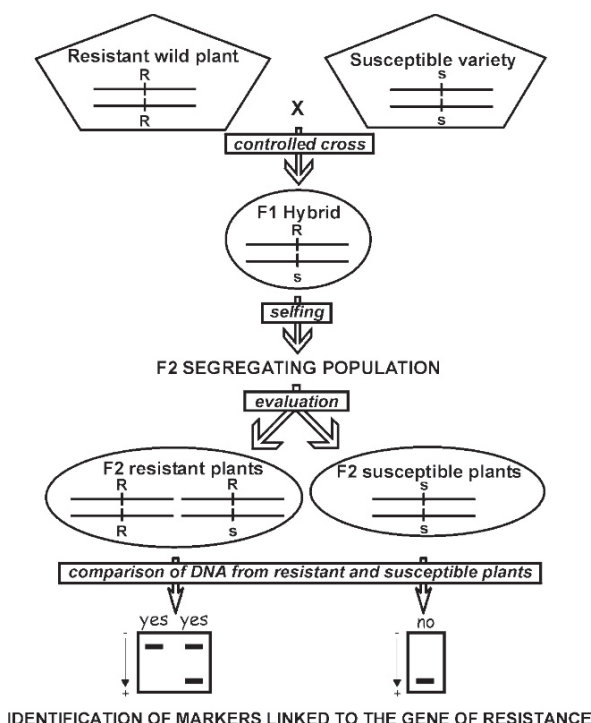 Resistant wild plant
R
R
Susceptible variety
s
s
X
controlled cross
F1 Hybrid
R
s
selfing
F2 SEGREGATING POPULATION
evaluation
F2 resistant plants
R R
R s
F2 susceptible plants
s
s
comparison of DNA from resistant and susceptible plants
yes yes
-
+
no
-
+
IDENTIFICATION OF MARKERS LINKED TO THE GENE OF RESISTANCE